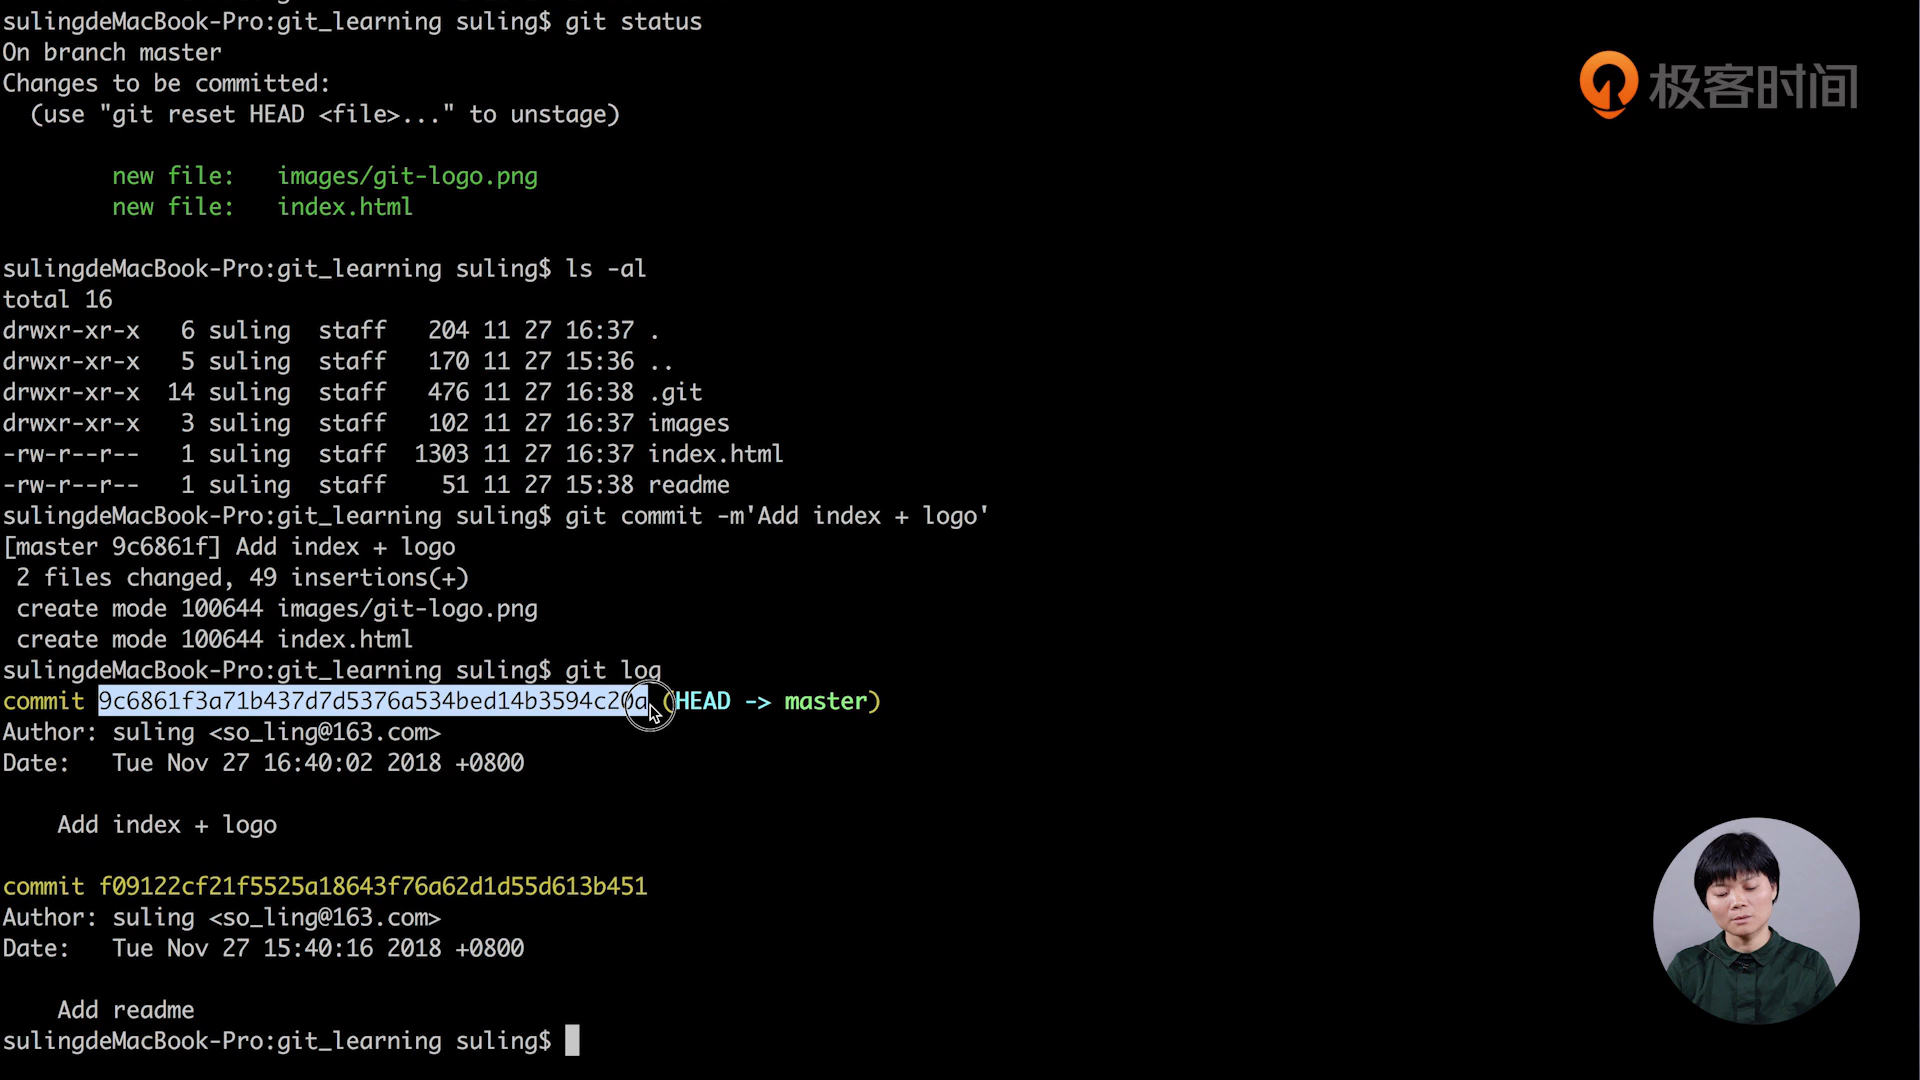 sulingdeMacBook-Pro:git_learning suling$ git status
On branch master
Changes to be committed:
  (use "git reset HEAD <file>..." to unstage)
        new file:   images/git-logo.png
        new file:   index.html
sulingdeMacBook-Pro:git_learning suling$ ls -al
total 16
drwxr-xr-x   6 suling  staff   204 11 27 16:37 .
drwxr-xr-x   5 suling  staff   170 11 27 15:36 ..
drwxr-xr-x  14 suling  staff   476 11 27 16:38 .git
drwxr-xr-x   3 suling  staff   102 11 27 16:37 images
-rw-r--r--   1 suling  staff  1303 11 27 16:37 index.html
-rw-r--r--   1 suling  staff    51 11 27 15:38 readme
sulingdeMacBook-Pro:git_learning suling$ git commit -m'Add index + logo'
[master 9c6861f] Add index + logo
 2 files changed, 49 insertions(+)
 create mode 100644 images/git-logo.png
 create mode 100644 index.html
sulingdeMacBook-Pro:git_learning suling$ git log
commit 9c6861f3a71b437d7d5376a534bed14b3594c20a (HEAD -> master)
Author: suling <so_ling@163.com>
Date:   Tue Nov 27 16:40:02 2018 +0800
    Add index + logo
commit f09122cf21f5525a18643f76a62d1d55d613b451
Author: suling <so_ling@163.com>
Date:   Tue Nov 27 15:40:16 2018 +0800
    Add readme
sulingdeMacBook-Pro:git_learning suling$
极客时间